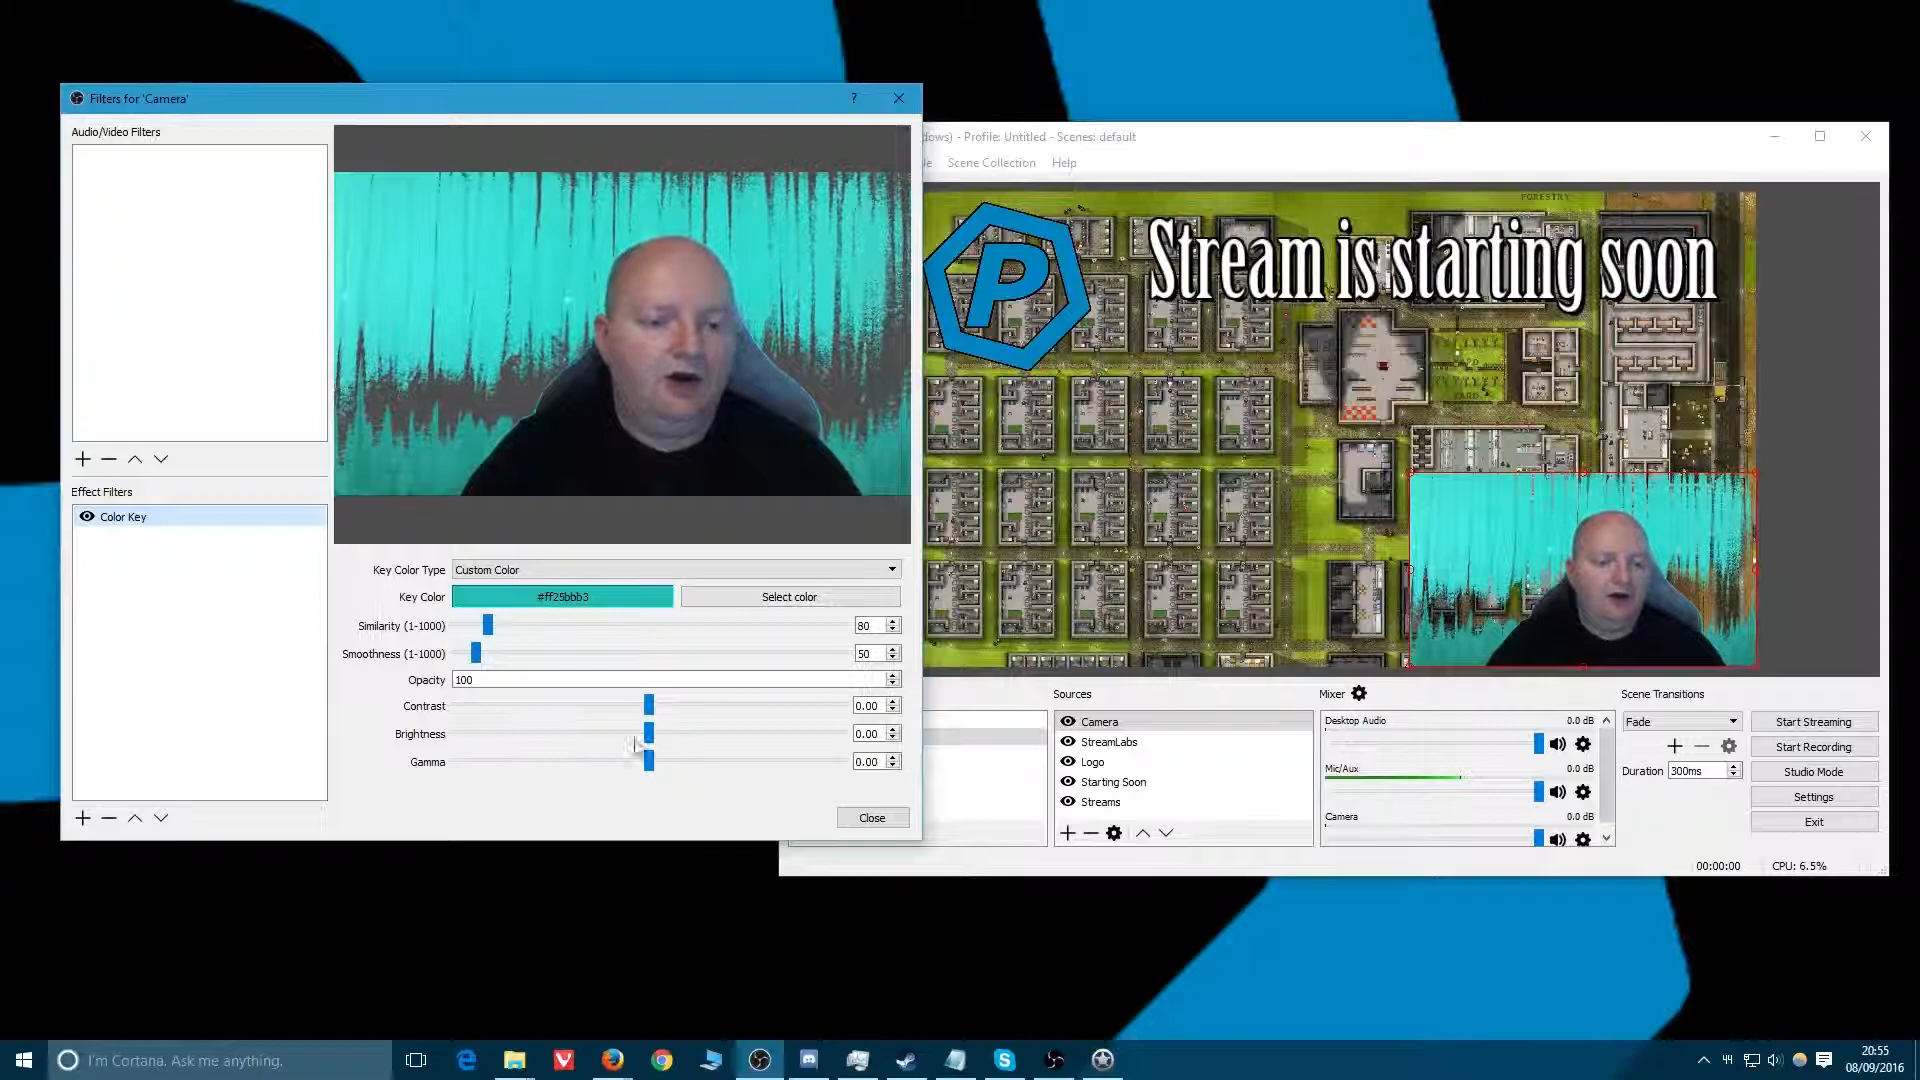 Filters for 'Camera'
?
Audio/Video Filters
Effect Filters
Color Key
Key Color Type
Custom Color
Key Color
#ff25bbb3
Select color
Similarity (1-1000)
80
Smoothness (1-1000)
50
Opacity
100
Contrast
0.00
Brightness
0.00
Gamma
0.00
Close
dows) - Profile: Untitled - Scenes: default
le
Scene Collection
Help
FORESTRY
P
Stream is starting soon
YARD
YARD
Sources
Camera
StreamLabs
Logo
Starting Soon
Streams
Mixer
Desktop Audio
0.0 dB
Mic/Aux
0.0 dB
Camera
0.0 dB
Scene Transitions
Fade
Duration
300ms
Start Streaming
Start Recording
Studio Mode
Settings
Exit
00:00:00
CPU: 6.5%
I'm Cortana. Ask me anything.
44
20:55
08/09/2016